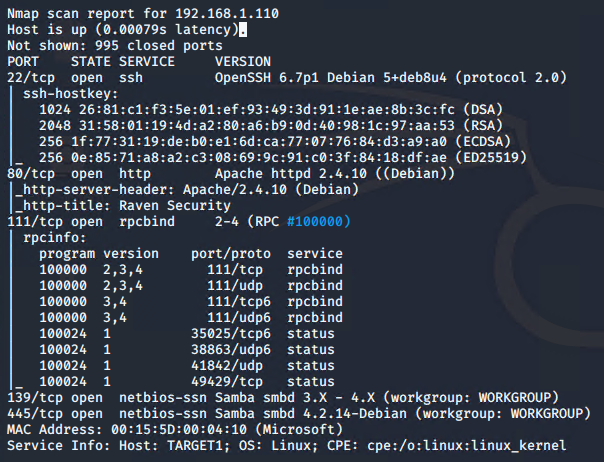 Nmap scan report for 192.168.1.110
Host is up (0.00079s latency).
Not shown: 995 closed ports
PORT    STATE SERVICE     VERSION
22/tcp  open  ssh         OpenSSH 6.7p1 Debian 5+deb8u4 (protocol 2.0)
| ssh-hostkey:
|   1024 26:81:c1:f3:5e:01:ef:93:49:3d:91:1e:ae:8b:3c:fc (DSA)
|   2048 31:58:01:19:4d:a2:80:a6:b9:0d:40:98:1c:97:aa:53 (RSA)
|   256 1f:77:31:19:de:b0:e1:6d:ca:77:07:76:84:d3:a9:a0 (ECDSA)
|_  256 0e:85:71:a8:a2:c3:08:69:9c:91:c0:3f:84:18:df:ae (ED25519)
80/tcp  open  http        Apache httpd 2.4.10 ((Debian))
|_http-server-header: Apache/2.4.10 (Debian)
|_http-title: Raven Security
111/tcp open  rpcbind     2-4 (RPC #100000)
| rpcinfo:
|   program version    port/proto  service
|   100000  2,3,4        111/tcp   rpcbind
|   100000  2,3,4        111/udp   rpcbind
|   100000  3,4          111/tcp6  rpcbind
|   100000  3,4          111/udp6  rpcbind
|   100024  1          35025/tcp6  status
|   100024  1          38863/udp6  status
|   100024  1          41842/udp   status
|_  100024  1          49429/tcp   status
139/tcp open  netbios-ssn Samba smbd 3.X - 4.X (workgroup: WORKGROUP)
445/tcp open  netbios-ssn Samba smbd 4.2.14-Debian (workgroup: WORKGROUP)
MAC Address: 00:15:5D:00:04:10 (Microsoft)
Service Info: Host: TARGET1; OS: Linux; CPE: cpe:/o:linux:linux_kernel